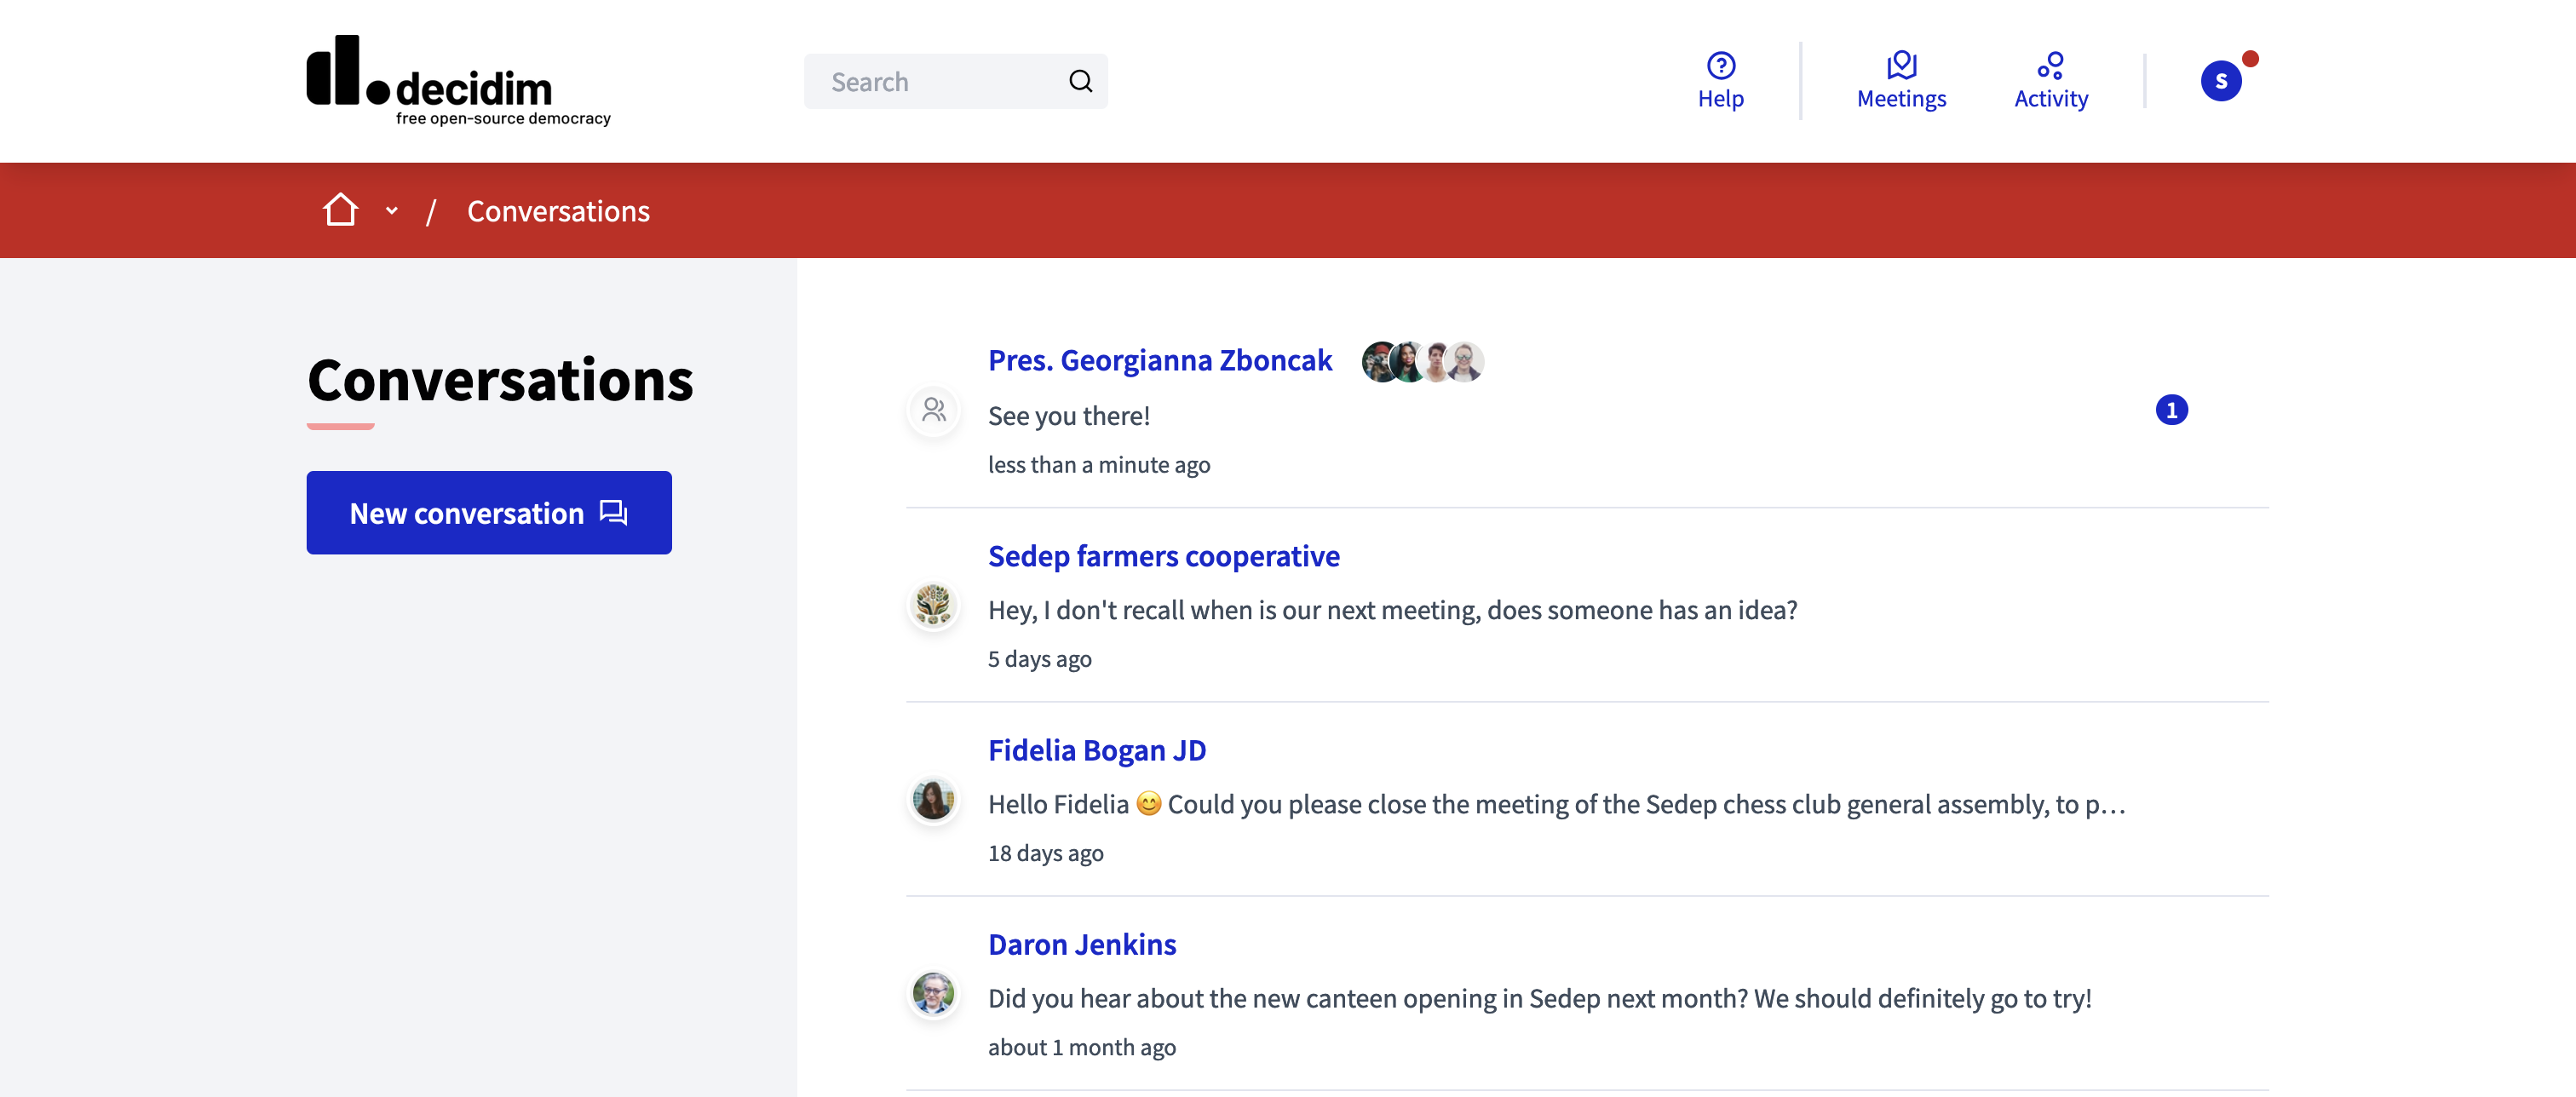 decidim
free open-source democracy
Search
Help
Meetings
Activity
S
/ Conversations
Conversations
New conversation
Pres. Georgianna Zboncak
See you there!
less than a minute ago
1
Sedep farmers cooperative
Hey, I don't recall when is our next meeting, does someone has an idea?
5 days ago
Fidelia Bogan JD
Hello Fidelia 😊 Could you please close the meeting of the Sedep chess club general assembly, to p…
18 days ago
Daron Jenkins
Did you hear about the new canteen opening in Sedep next month? We should definitely go to try!
about 1 month ago